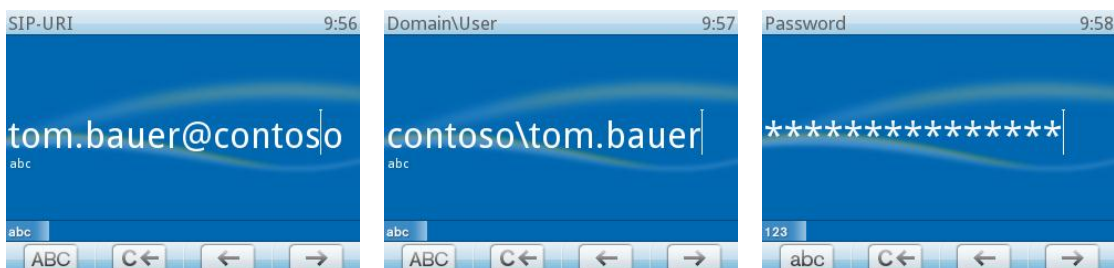 SIP-URI 9:56
tom.bauer@contoso
abc
abc
ABC C← ← →
Domain\User 9:57
contoso\tom.bauer
abc
abc
ABC C← ← →
Password 9:58
***************
123
abc C← ← →